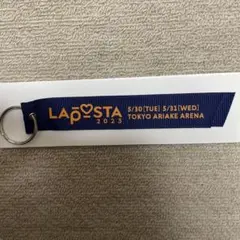 LAPOSTA
2023
5/30[TUE] 5/31[WED]
TOKYO ARIAKE ARENA